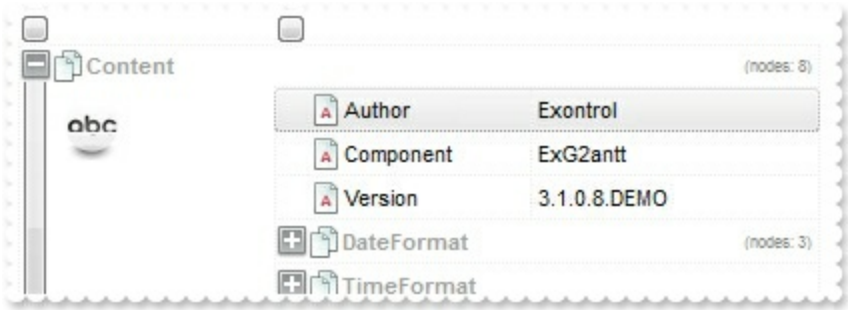 Content (nodes: 8)
abc
Author Exontrol
Component ExG2antt
Version 3.1.0.8.DEMO
DateFormat (nodes: 3)
TimeFormat